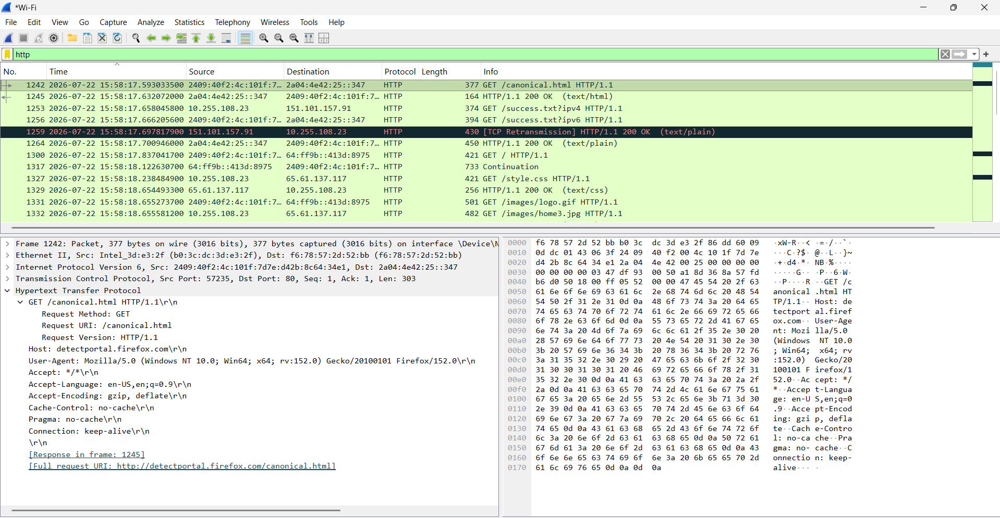 *Wi-Fi
File Edit View Go Capture Analyze Statistics Telephony Wireless Tools Help
http
No. Time Source Destination Protocol Length Info
1242 2026-07-22 15:58:17.593033500 2409:40f2:4c:101f:7… 2a04:4e42:25::347 HTTP 377 GET /canonical.html HTTP/1.1
1245 2026-07-22 15:58:17.632072000 2a04:4e42:25::347 2409:40f2:4c:101f:7… HTTP 164 HTTP/1.1 200 OK (text/html)
1253 2026-07-22 15:58:17.658045800 10.255.108.23 151.101.157.91 HTTP 374 GET /success.txt?ipv4 HTTP/1.1
1256 2026-07-22 15:58:17.666205600 2409:40f2:4c:101f:7… 2a04:4e42:25::347 HTTP 394 GET /success.txt?ipv6 HTTP/1.1
1259 2026-07-22 15:58:17.697817900 151.101.157.91 10.255.108.23 HTTP 430 [TCP Retransmission] HTTP/1.1 200 OK (text/plain)
1264 2026-07-22 15:58:17.700946000 2a04:4e42:25::347 2409:40f2:4c:101f:7… HTTP 450 HTTP/1.1 200 OK (text/plain)
1300 2026-07-22 15:58:17.837041700 2409:40f2:4c:101f:7… 64:ff9b::413d:8975 HTTP 421 GET / HTTP/1.1
1317 2026-07-22 15:58:18.122630700 64:ff9b::413d:8975 2409:40f2:4c:101f:7… HTTP 733 Continuation
1327 2026-07-22 15:58:18.238484900 10.255.108.23 65.61.137.117 HTTP 421 GET /style.css HTTP/1.1
1329 2026-07-22 15:58:18.654493300 65.61.137.117 10.255.108.23 HTTP 256 HTTP/1.1 200 OK (text/css)
1331 2026-07-22 15:58:18.655273700 2409:40f2:4c:101f:7… 64:ff9b::413d:8975 HTTP 501 GET /images/logo.gif HTTP/1.1
1332 2026-07-22 15:58:18.655581200 10.255.108.23 65.61.137.117 HTTP 482 GET /images/home3.jpg HTTP/1.1
Frame 1242: Packet, 377 bytes on wire (3016 bits), 377 bytes captured (3016 bits) on interface \Device\N
Ethernet II, Src: Intel_3d:e3:2f (b0:3c:dc:3d:e3:2f), Dst: f6:78:57:2d:52:bb (f6:78:57:2d:52:bb)
Internet Protocol Version 6, Src: 2409:40f2:4c:101f:7d7e:d42b:8c64:34e1, Dst: 2a04:4e42:25::347
Transmission Control Protocol, Src Port: 57235, Dst Port: 80, Seq: 1, Ack: 1, Len: 303
Hypertext Transfer Protocol
GET /canonical.html HTTP/1.1\r\n
Request Method: GET
Request URI: /canonical.html
Request Version: HTTP/1.1
Host: detectportal.firefox.com\r\n
User-Agent: Mozilla/5.0 (Windows NT 10.0; Win64; x64; rv:152.0) Gecko/20100101 Firefox/152.0\r\n
Accept: */*\r\n
Accept-Language: en-US,en;q=0.9\r\n
Accept-Encoding: gzip, deflate\r\n
Cache-Control: no-cache\r\n
Pragma: no-cache\r\n
Connection: keep-alive\r\n
\r\n
[Response in frame: 1245]
[Full request URI: http://detectportal.firefox.com/canonical.html]
0000 f6 78 57 2d 52 bb b0 3c dc 3d e3 2f 86 dd 60 09 ·xW-R··< ·=·/··`·
0010 0d dc 01 43 06 3f 24 09 40 f2 00 4c 10 1f 7d 7e ···C·?$· @··L··}~
0020 d4 2b 8c 64 34 e1 2a 04 4e 42 00 25 00 00 00 00 ·+·d4·*· NB·%····
0030 00 00 00 00 03 47 df 93 00 50 a1 8d 36 8a 57 fd ·····G·· ·P··6·W·
0040 b6 d0 50 18 00 ff 05 52 00 00 47 45 54 20 2f 63 ··P····R ··GET /c
0050 61 6e 6f 6e 69 63 61 6c 2e 68 74 6d 6c 20 48 54 anonical .html HT
0060 54 50 2f 31 2e 31 0d 0a 48 6f 73 74 3a 20 64 65 TP/1.1·· Host: de
0070 74 65 63 74 70 6f 72 74 61 6c 2e 66 69 72 65 66 tectport al.firef
0080 6f 78 2e 63 6f 6d 0d 0a 55 73 65 72 2d 41 67 65 ox.com·· User-Age
0090 6e 74 3a 20 4d 6f 7a 69 6c 6c 61 2f 35 2e 30 20 nt: Mozi lla/5.0
00a0 28 57 69 6e 64 6f 77 73 20 4e 54 20 31 30 2e 30 (Windows NT 10.0
00b0 3b 20 57 69 6e 36 34 3b 20 78 36 34 3b 20 72 76 ; Win64; x64; rv
00c0 3a 31 35 32 2e 30 29 20 47 65 63 6b 6f 2f 32 30 :152.0) Gecko/20
00d0 31 30 30 31 30 31 20 46 69 72 65 66 6f 78 2f 31 100101 F irefox/1
00e0 35 32 2e 30 0d 0a 41 63 63 65 70 74 3a 20 2a 2f 52.0··Ac cept: */
00f0 2a 0d 0a 41 63 63 65 70 74 2d 4c 61 6e 67 75 61 *··Accep t-Langua
0100 67 65 3a 20 65 6e 2d 55 53 2c 65 6e 3b 71 3d 30 ge: en-U S,en;q=0
0110 2e 39 0d 0a 41 63 63 65 70 74 2d 45 6e 63 6f 64 .9··Acce pt-Encod
0120 69 6e 67 3a 20 67 7a 69 70 2c 20 64 65 66 6c 61 ing: gzi p, defla
0130 74 65 0d 0a 43 61 63 68 65 2d 43 6f 6e 74 72 6f te··Cach e-Contro
0140 6c 3a 20 6e 6f 2d 63 61 63 68 65 0d 0a 50 72 61 l: no-ca che··Pra
0150 67 6d 61 3a 20 6e 6f 2d 63 61 63 68 65 0d 0a 43 gma: no- cache··C
0160 6f 6e 6e 65 63 74 69 6f 6e 3a 20 6b 65 65 70 2d onnectio n: keep-
0170 61 6c 69 76 65 0d 0a 0d 0a alive··· ·